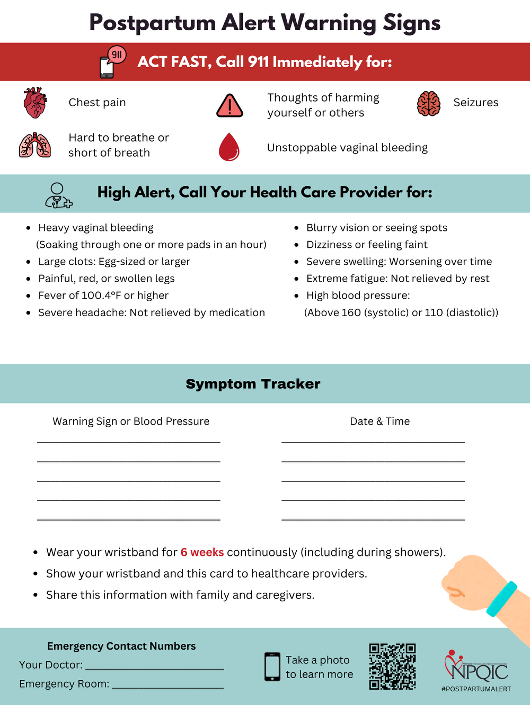 Postpartum Alert Warning Signs
911
ACT FAST, Call 911 Immediately for:
Chest pain
Thoughts of harming
yourself or others
Seizures
Hard to breathe or
short of breath
Unstoppable vaginal bleeding
High Alert, Call Your Health Care Provider for:
• Heavy vaginal bleeding
(Soaking through one or more pads in an hour)
• Large clots: Egg-sized or larger
• Painful, red, or swollen legs
• Fever of 100.4°F or higher
• Severe headache: Not relieved by medication
• Blurry vision or seeing spots
• Dizziness or feeling faint
• Severe swelling: Worsening over time
• Extreme fatigue: Not relieved by rest
• High blood pressure:
(Above 160 (systolic) or 110 (diastolic))
Symptom Tracker
Warning Sign or Blood Pressure
Date & Time
• Wear your wristband for 6 weeks continuously (including during showers).
• Show your wristband and this card to healthcare providers.
• Share this information with family and caregivers.
Emergency Contact Numbers
Your Doctor: ____________________
Emergency Room: ____________________
Take a photo
to learn more
NPQIC
#POSTPARTUMALERT